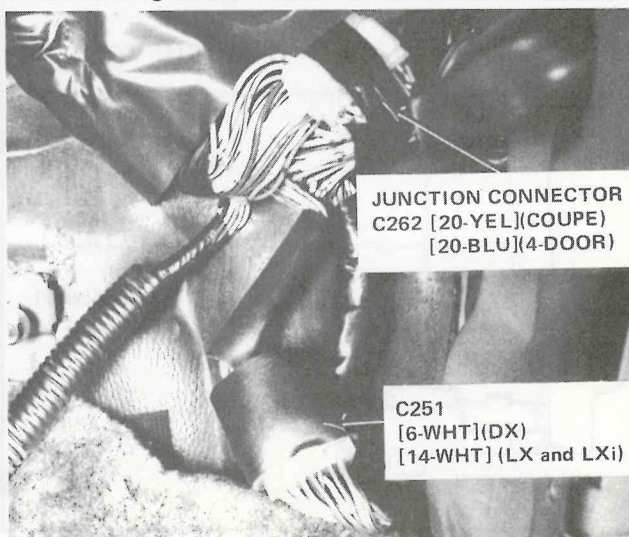 JUNCTION CONNECTOR
C262 [20-YEL](COUPE)
[20-BLU](4-DOOR)
C251
[6-WHT](DX)
[14-WHT] (LX and LXi)